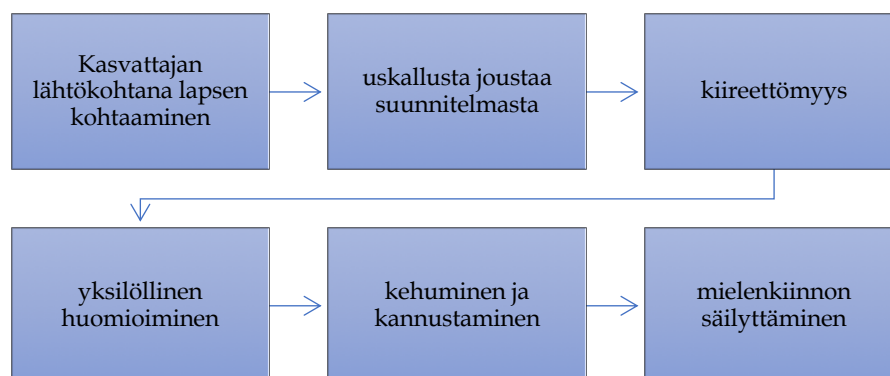 Kasvattajan
lähtökohtana lapsen
kohtaaminen
uskallusta joustaa
suunnitelmasta
kiireettömyys
yksilöllinen
huomioiminen
kehuminen ja
kannustaminen
mielenkiinnon
säilyttäminen